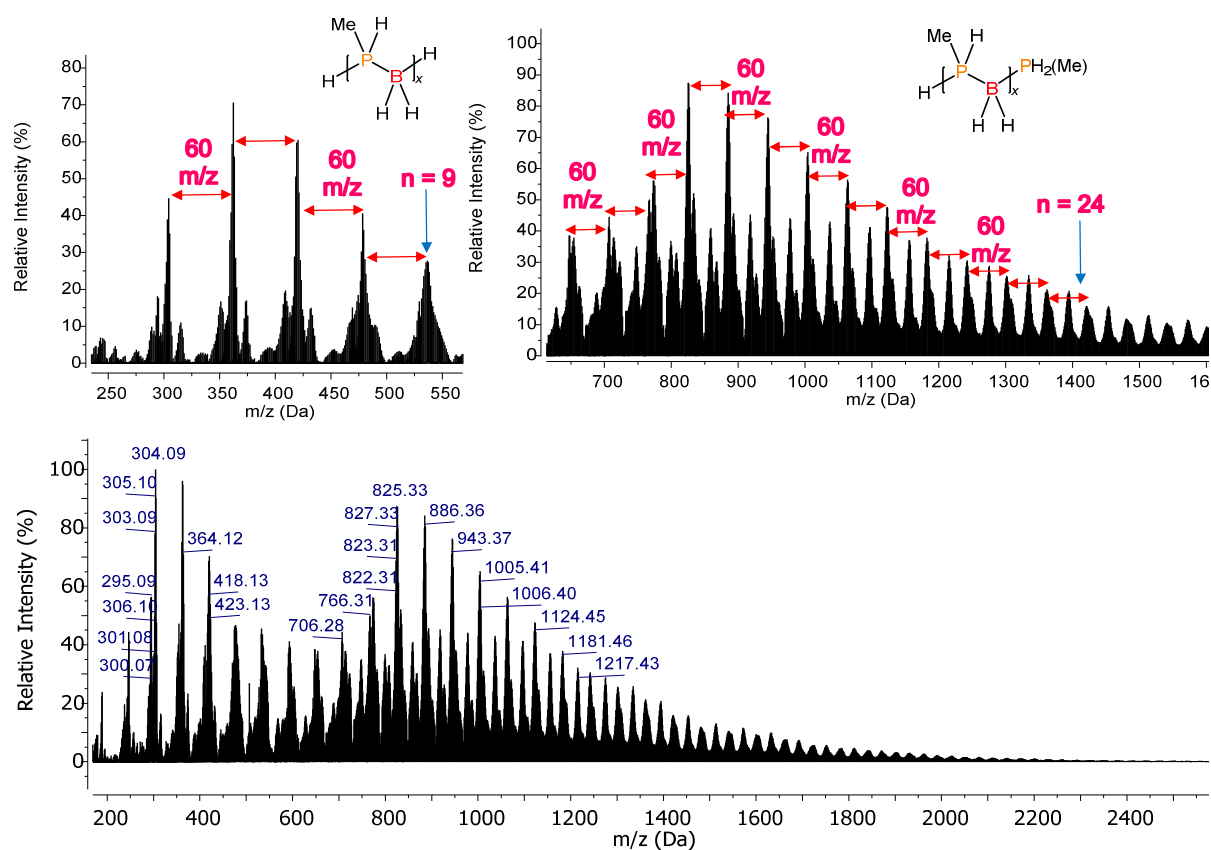 Me
H
H
P
B
x
H
H
H
80
70
60
50
40
30
20
10
0
Relative Intensity (%)
60
m/z
60
m/z
n = 9
250
300
350
400
450
500
550
m/z (Da)
Me
H
P
PH2(Me)
B
x
H
H
H
100
90
80
70
60
50
40
30
20
10
0
Relative Intensity (%)
60
m/z
60
m/z
60
m/z
60
m/z
60
m/z
60
m/z
n = 24
700
800
900
1000
1100
1200
1300
1400
1500
1600
m/z (Da)
100
80
60
40
20
0
Relative Intensity (%)
304.09
305.10
303.09
364.12
295.09
418.13
306.10
423.13
301.08
300.07
825.33
827.33
886.36
823.31
943.37
822.31
1005.41
766.31
1006.40
706.28
1124.45
1181.46
1217.43
200
400
600
800
1000
1200
1400
1600
1800
2000
2200
2400
m/z (Da)